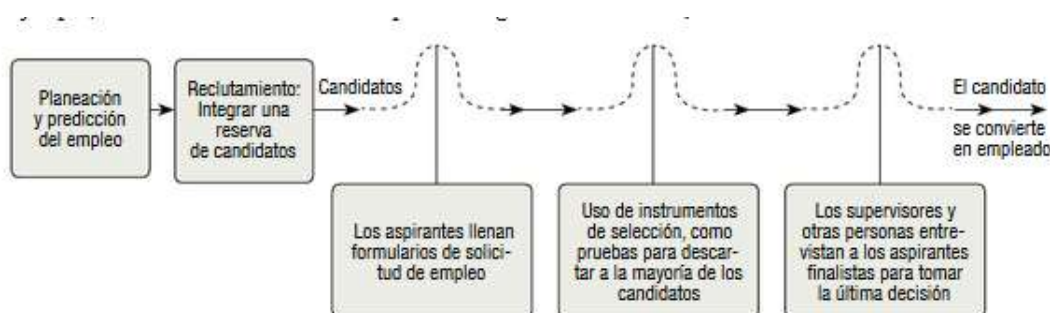 Planeación
y predicción
del empleo
Reclutamiento:
Integrar una
reserva
de candidatos
Candidatos
El candidato
se convierte
en empleado
Los aspirantes llenan
formularios de solici-
tud de empleo
Uso de instrumentos
de selección, como
pruebas para descar-
tar a la mayoría de los
candidatos
Los supervisores y
otras personas entre-
vistan a los aspirantes
finalistas para tomar
la última decisión